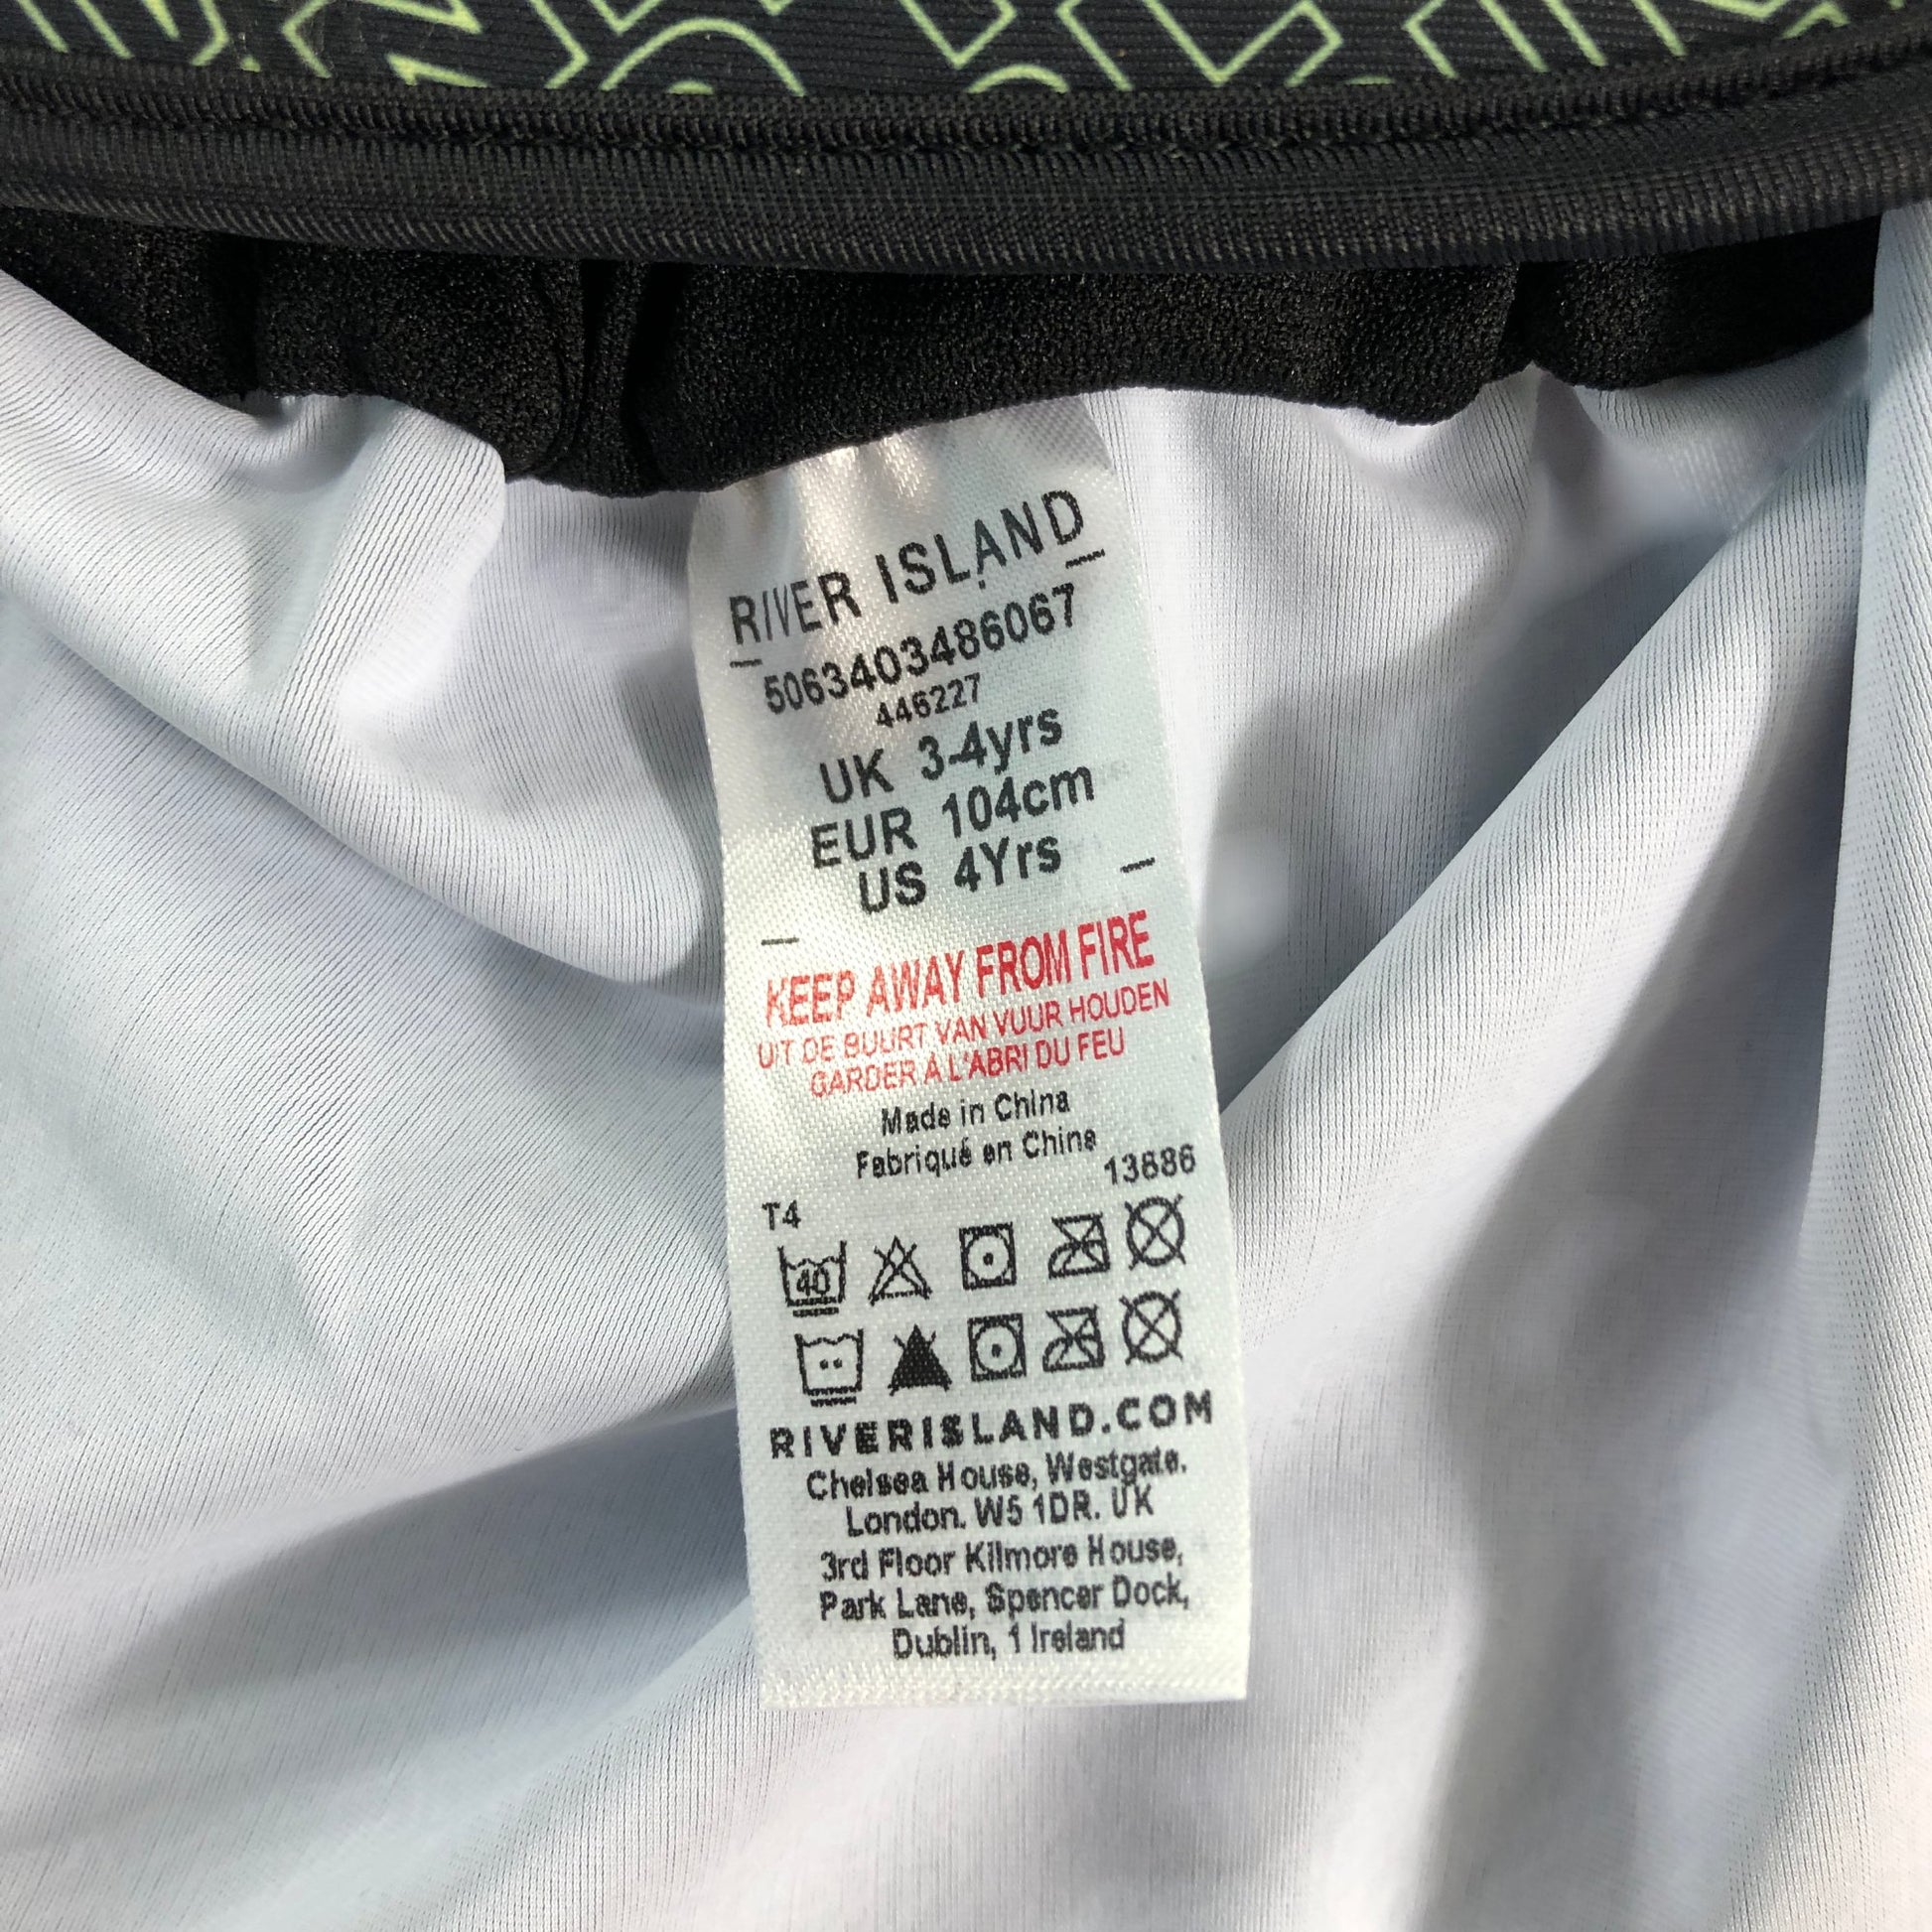 RIVER ISLAND
5063403486067
446227
UK 3-4yrs
EUR 104cm
US 4Yrs
KEEP AWAY FROM FIRE
UIT DE BUURT VAN VUUR HOUDEN
GARDER À L'ABRI DU FEU
Made in China
Fabriqué en Chine
13686
T4
40
RIVERISLAND.COM
Chelsea House, Westgate.
London. W5 1DR. UK
3rd Floor Kilmore House,
Park Lane, Spencer Dock,
Dublin, 1 Ireland